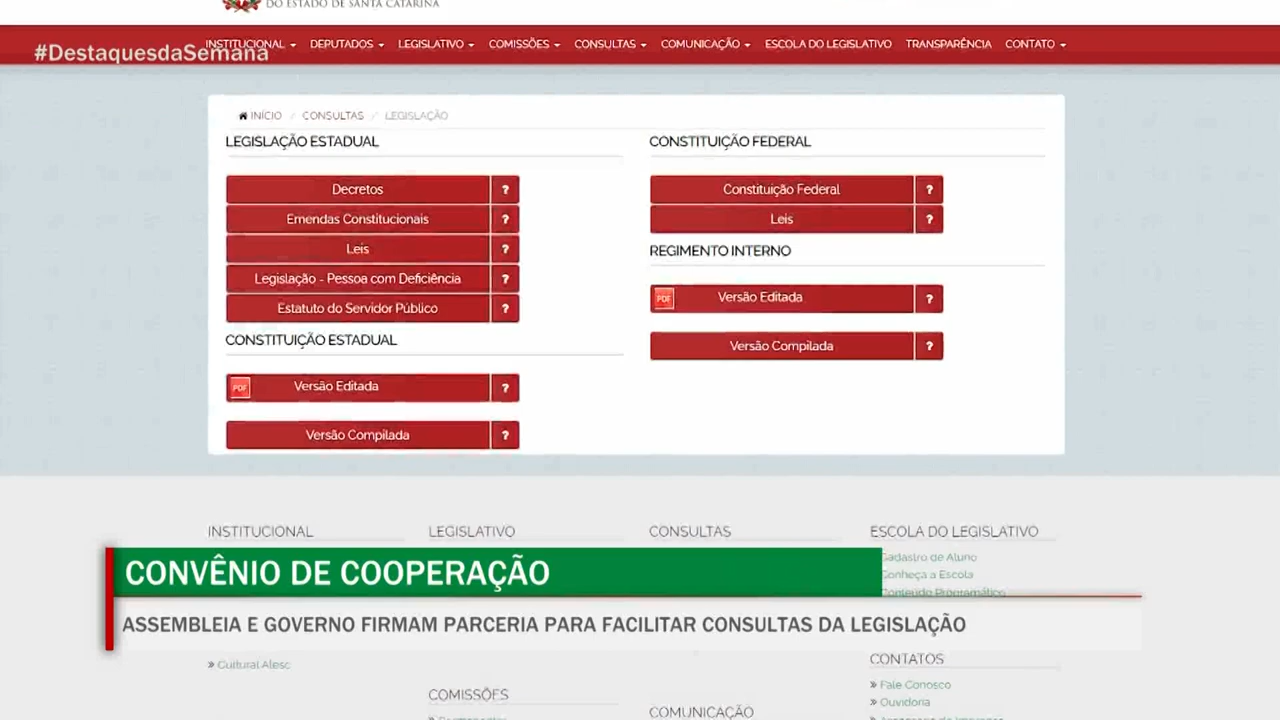 DO ESTADO DE SANTA CATARINA
#DestaquesdaSemana
INSTITUCIONAL DEPUTADOS LEGISLATIVO COMISSÕES CONSULTAS COMUNICAÇÃO ESCOLA DO LEGISLATIVO TRANSPARÊNCIA CONTATO
INÍCIO / CONSULTAS / LEGISLAÇÃO
LEGISLAÇÃO ESTADUAL
Decretos ?
Emendas Constitucionais ?
Leis ?
Legislação - Pessoa com Deficiência ?
Estatuto do Servidor Público ?
CONSTITUIÇÃO ESTADUAL
PDF Versão Editada ?
Versão Compilada ?
CONSTITUIÇÃO FEDERAL
Constituição Federal ?
Leis ?
REGIMENTO INTERNO
PDF Versão Editada ?
Versão Compilada ?
INSTITUCIONAL LEGISLATIVO CONSULTAS ESCOLA DO LEGISLATIVO
Cadastro de Aluno
Conheça a Escola
Conteúdo Programático
CONVÊNIO DE COOPERAÇÃO
ASSEMBLEIA E GOVERNO FIRMAM PARCERIA PARA FACILITAR CONSULTAS DA LEGISLAÇÃO
» Cultural Alesc
COMISSÕES
COMUNICAÇÃO
CONTATOS
» Fale Conosco
» Ouvidoria